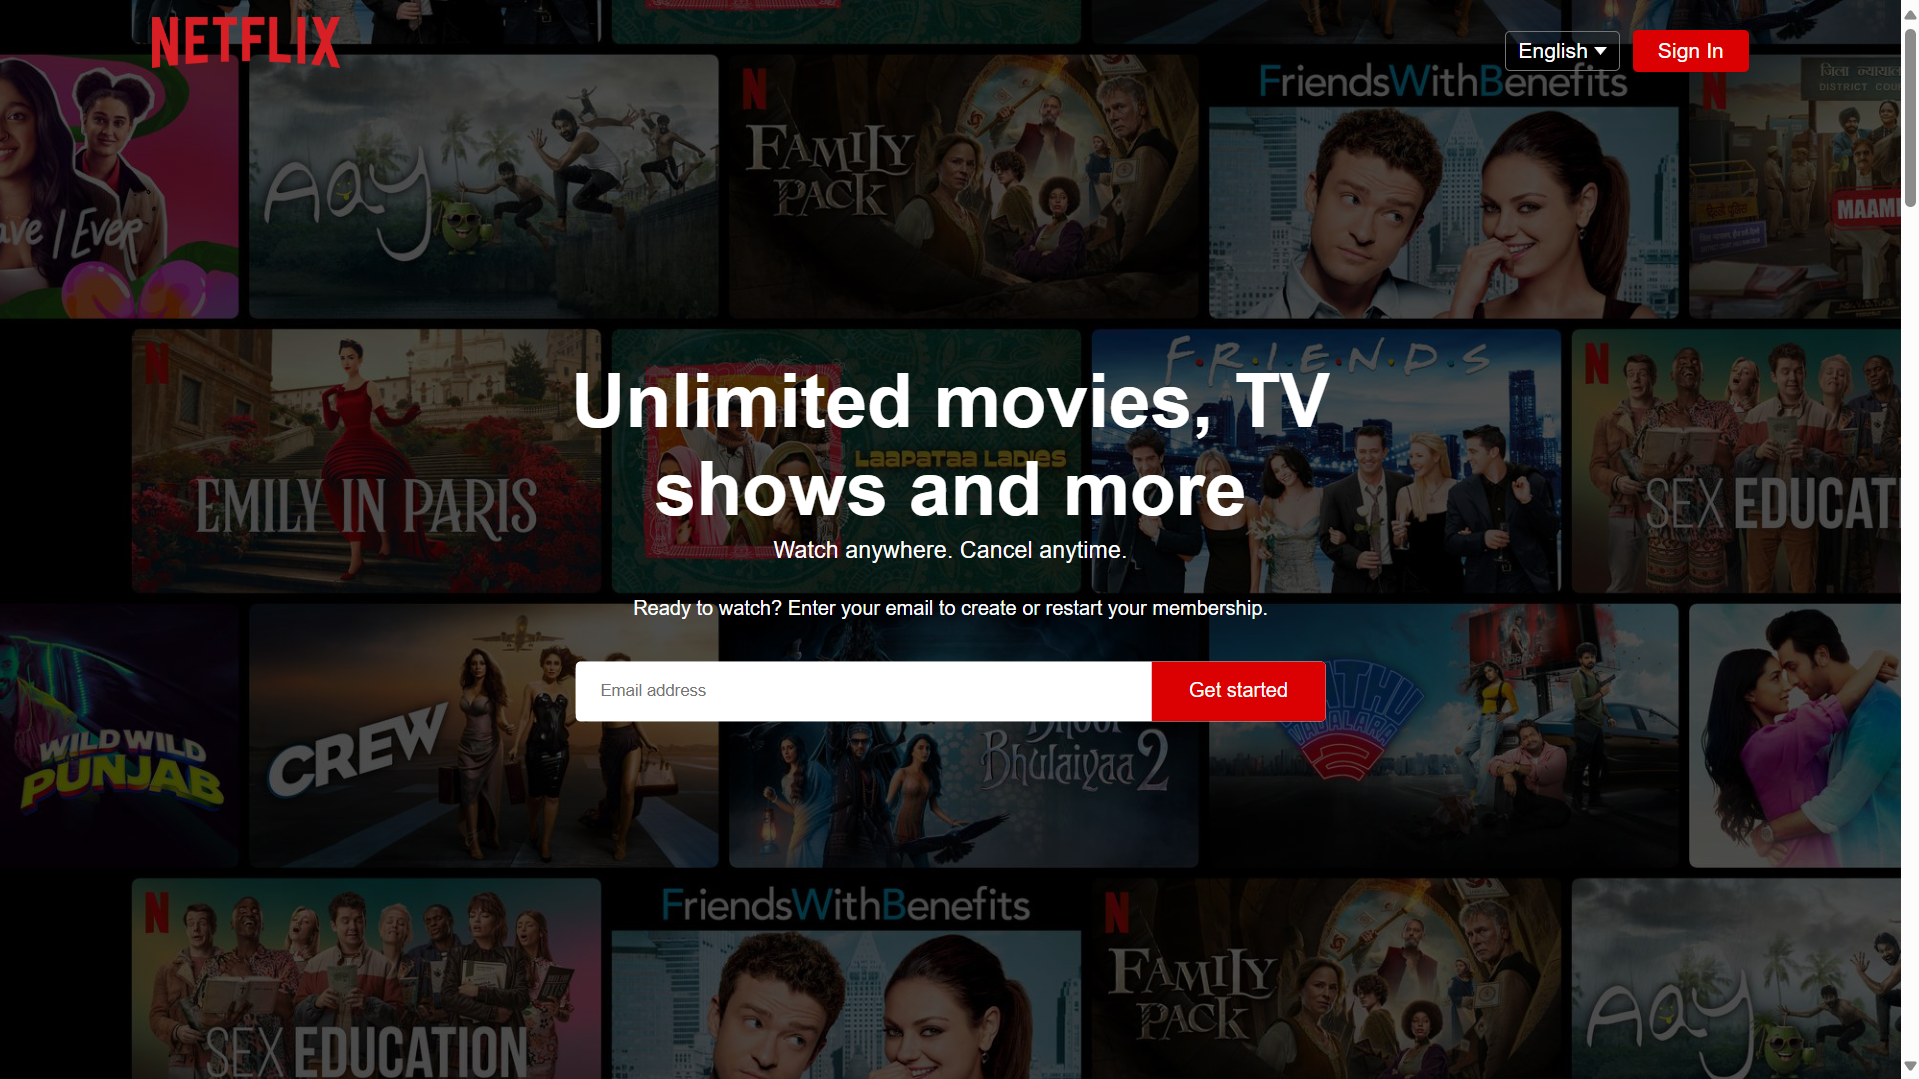 NETFLIX
English
Sign In
FriendsWithBenefits
जिला
DISTRICT
N
FAMILY
PACK
Aay
ave I Ever
N
MAAM
N
EMILY IN PARIS
Laapataa Ladies
F·R·I·E·N·D·S
N
SEX EDUCAT
Unlimited movies, TV
shows and more
Watch anywhere. Cancel anytime.
Ready to watch? Enter your email to create or restart your membership.
Email address
Get started
WILD WILD
PUNJAB
CREW
Bhool
Bhulaiyaa 2
N
SEX EDUCATION
FriendsWithBenefits
N
FAMILY
PACK
Aay